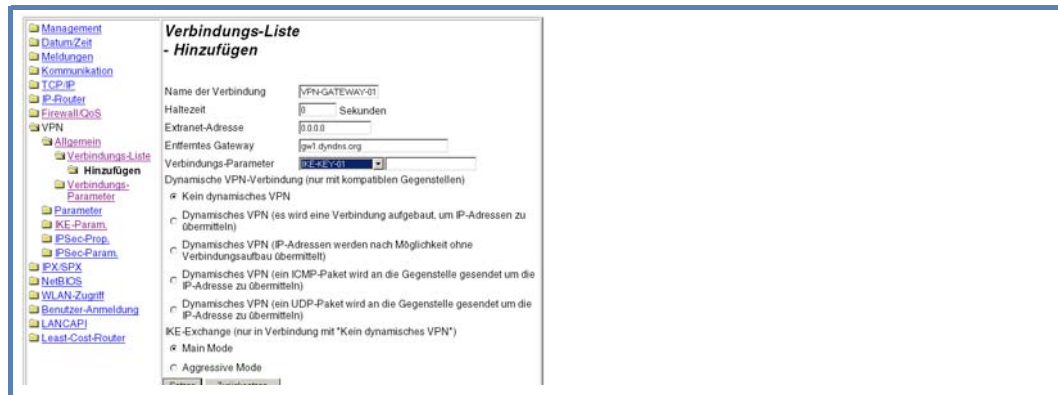 Management
Datum/Zeit
Meldungen
Kommunikation
TCP/IP
IP-Router
Firewall/QoS
VPN
Allgemein
Verbindungs-Liste
Hinzufügen
Verbindungs-
Parameter
Parameter
IKE-Param.
IPSec-Prop.
IPSec-Param.
IPX/SPX
NetBIOS
WLAN-Zugriff
Benutzer-Anmeldung
LANCAPI
Least-Cost-Router
Verbindungs-Liste
- Hinzufügen
Name der Verbindung VPN-GATEWAY-01
Haltezeit 0 Sekunden
Extranet-Adresse 0.0.0.0
Entferntes Gateway gw1.dyndns.org
Verbindungs-Parameter IKE-KEY-01
Dynamische VPN-Verbindung (nur mit kompatiblen Gegenstellen)
Kein dynamisches VPN
Dynamisches VPN (es wird eine Verbindung aufgebaut, um IP-Adressen zu
übermitteln)
Dynamisches VPN (IP-Adressen werden nach Möglichkeit ohne
Verbindungsaufbau übermittelt)
Dynamisches VPN (ein ICMP-Paket wird an die Gegenstelle gesendet um die
IP-Adresse zu übermitteln)
Dynamisches VPN (ein UDP-Paket wird an die Gegenstelle gesendet um die
IP-Adresse zu übermitteln)
IKE-Exchange (nur in Verbindung mit "Kein dynamisches VPN")
Main Mode
Aggressive Mode